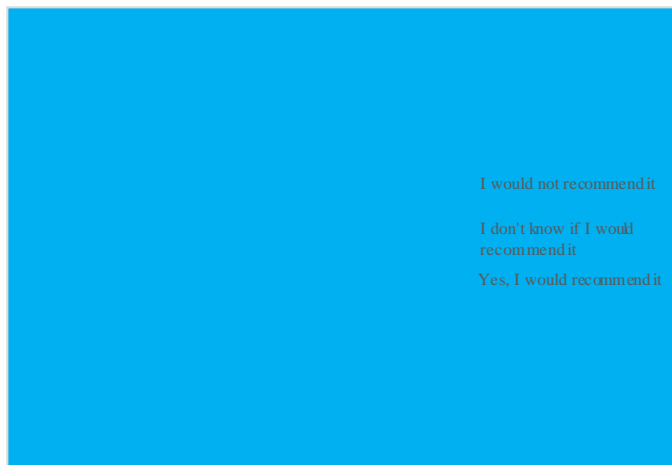 I would not recommend it
I don't know if I would
recommend it
Yes, I would recommend it